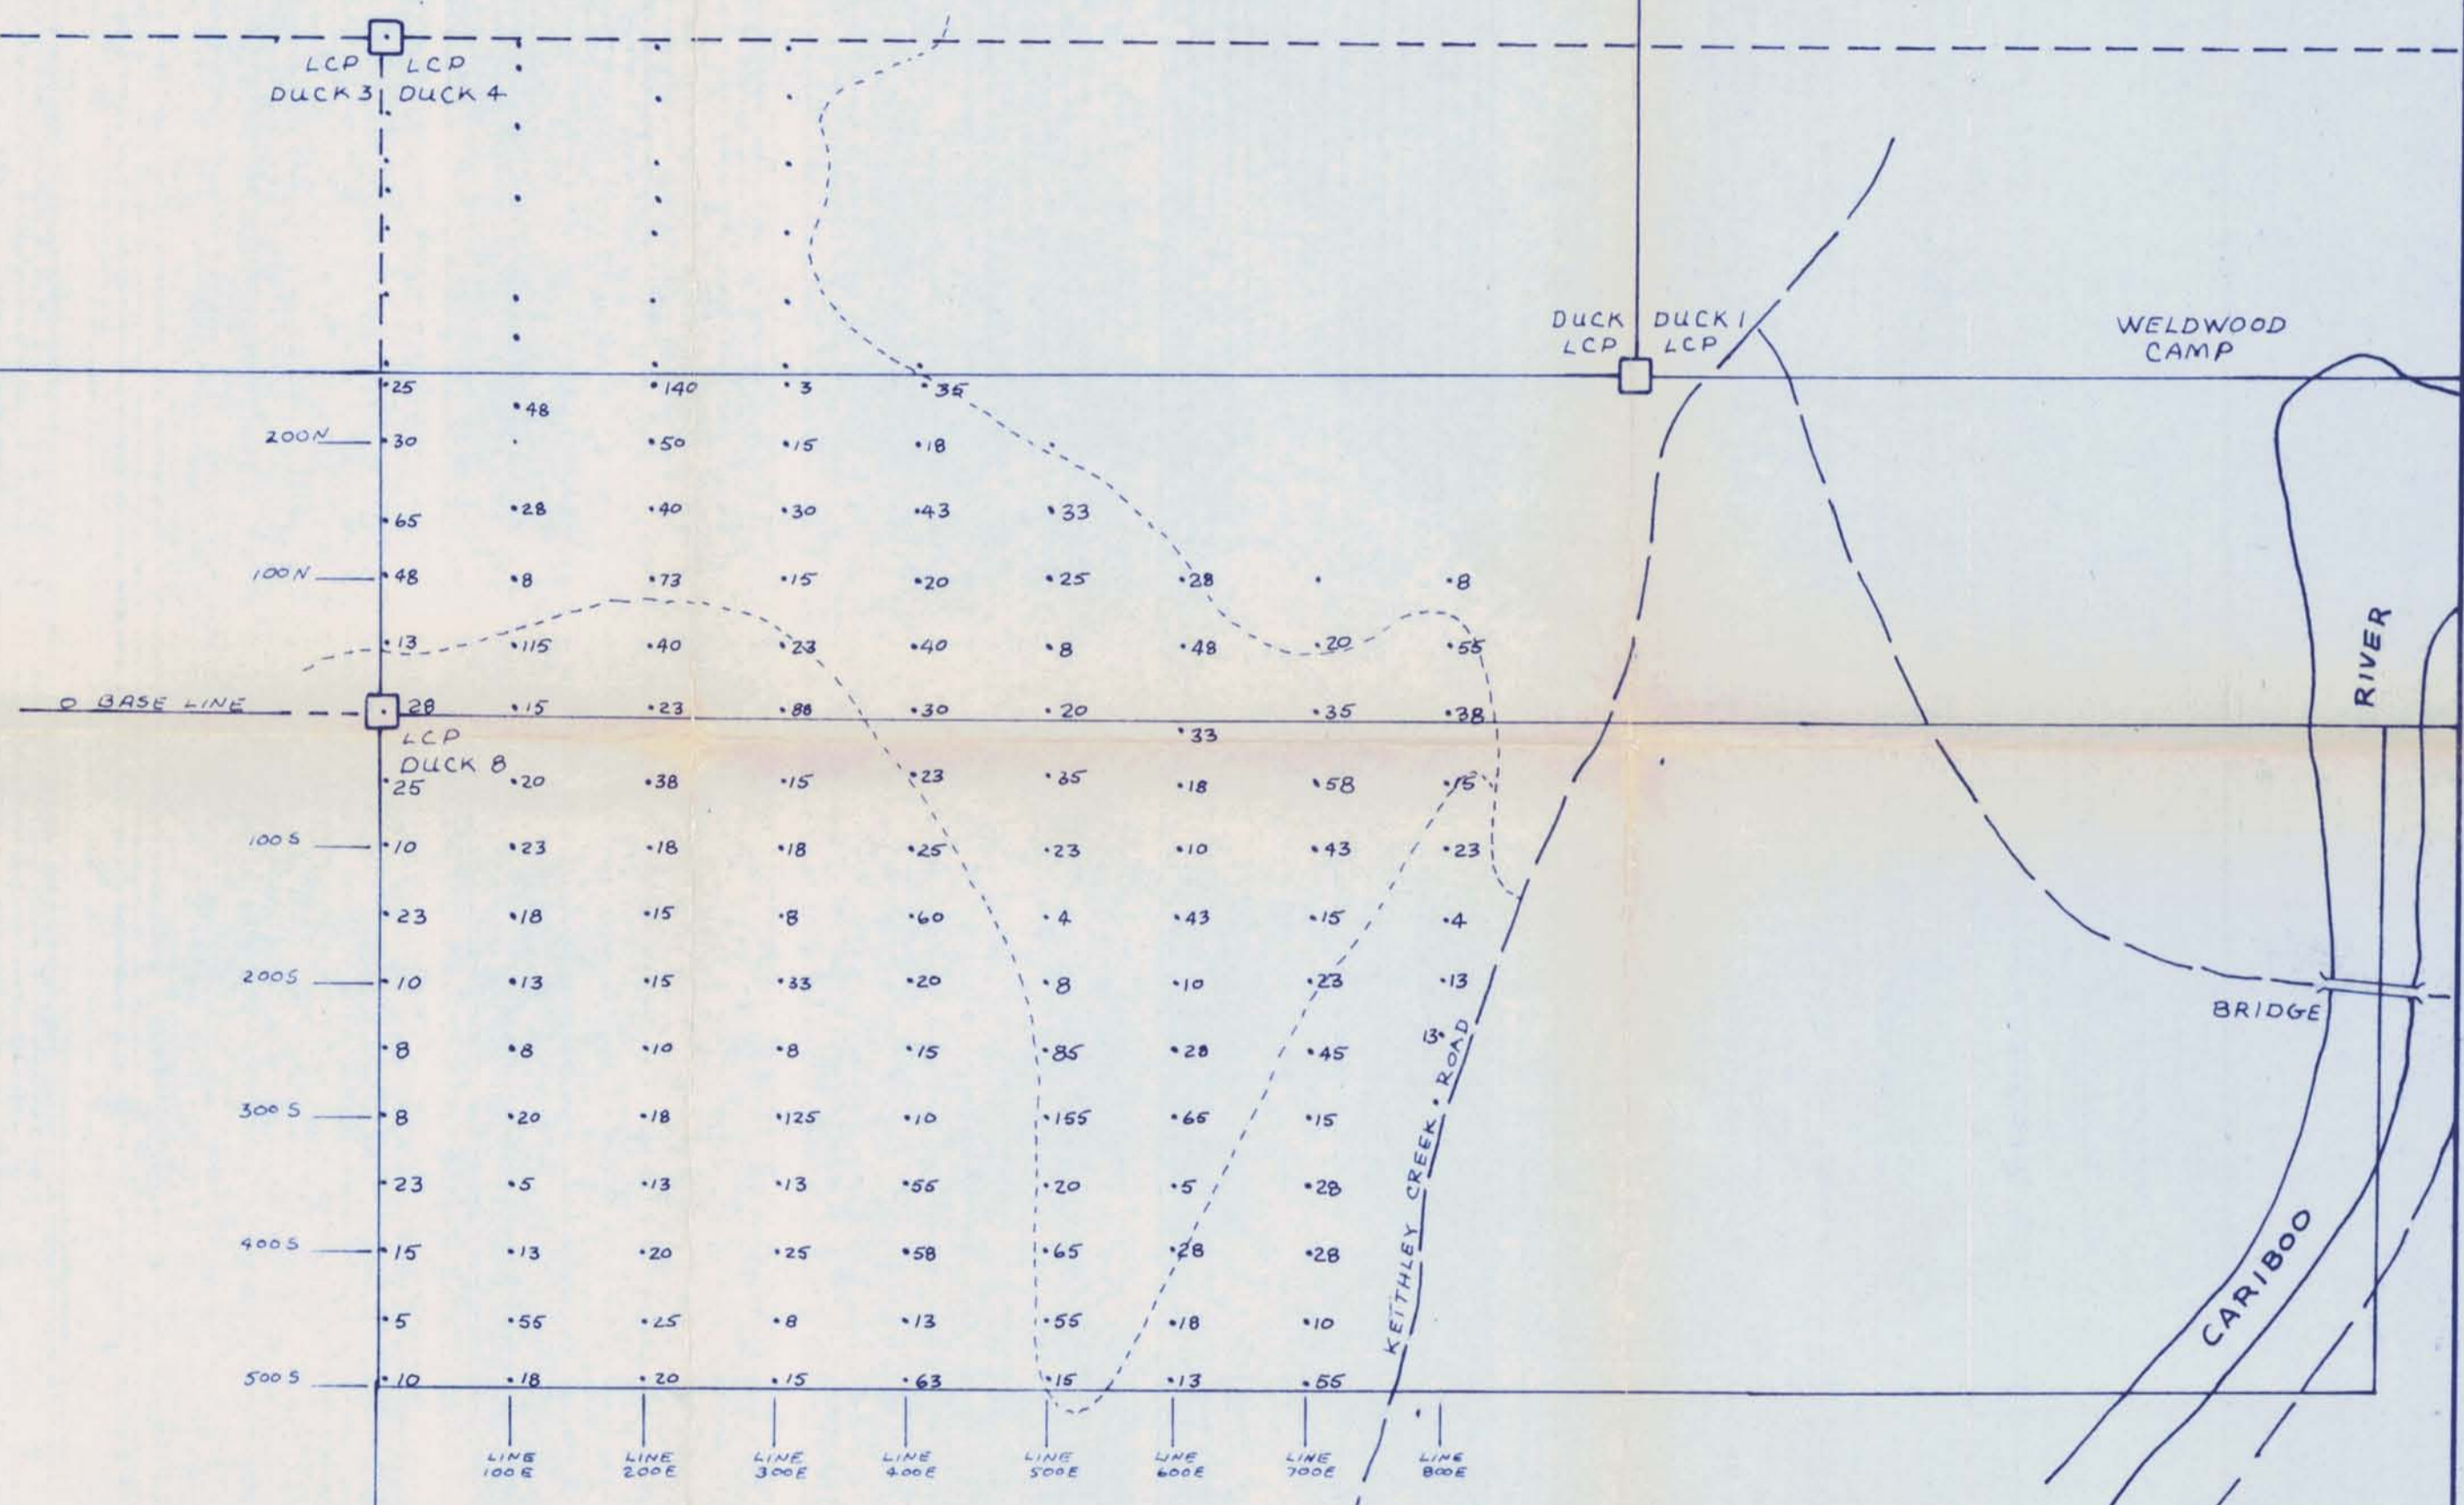 LCP LCP
DUCK 3 DUCK 4
DUCK DUCK 1
LCP LCP
WELDWOOD
CAMP
25 140 3 35
48
200N 30 50 15 18
65 28 40 30 43 33
100N 48 8 73 15 20 25 28 8
13 115 40 23 40 8 48 20 55
RIVER
0 BASE LINE 28 15 23 88 30 20 35 38
33
LCP
DUCK 8
25 20 38 15 23 35 18 58 15
100S 10 23 18 18 25 23 10 43 23
23 18 15 8 60 4 43 15 4
200S 10 13 15 33 20 8 10 23 13
BRIDGE
8 8 10 8 15 85 28 45 13
300S 8 20 18 125 10 155 65 15
KEITHLEY CREEK ROAD
23 5 13 13 55 20 5 28
400S 15 13 20 25 58 65 28 28
CARIBOO
5 55 25 8 13 55 18 10
500S 10 18 20 15 63 15 13 55
LINE LINE LINE LINE LINE LINE LINE LINE
100E 200E 300E 400E 500E 600E 700E 800E